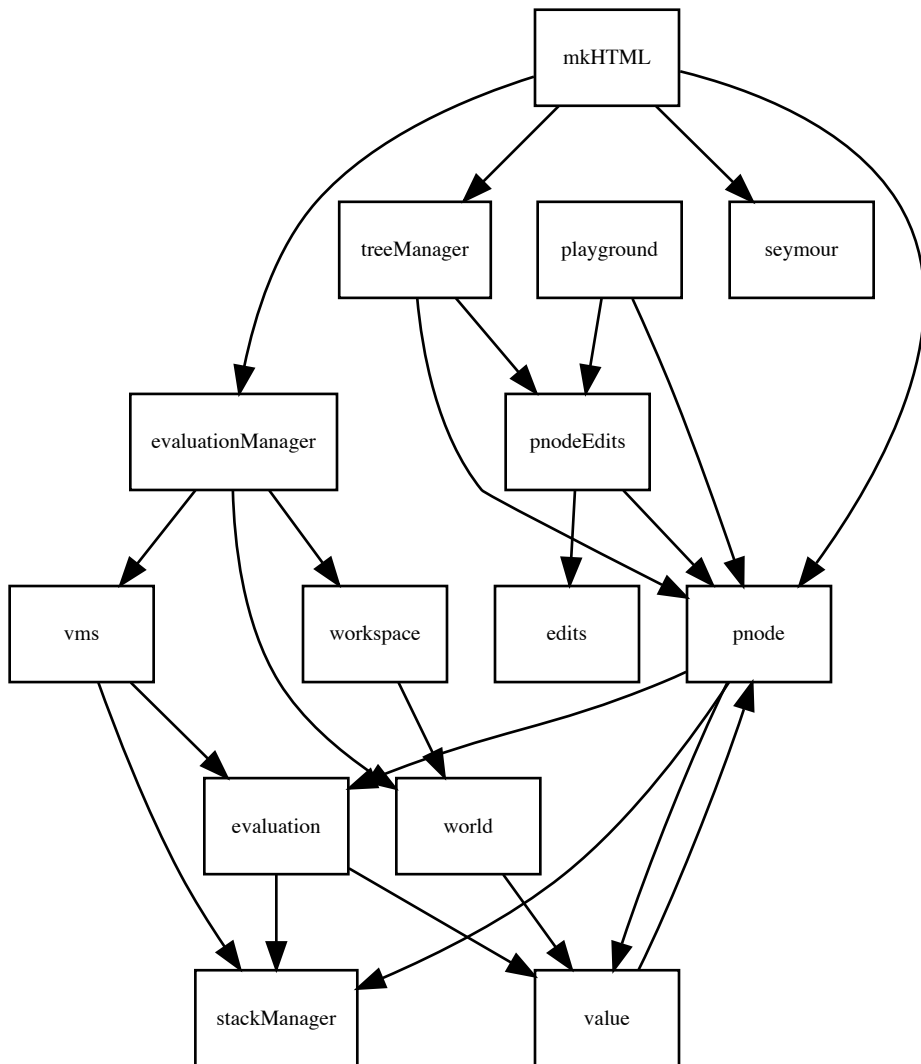 mkHTML
treeManager
playground
seymour
evaluationManager
pnodeEdits
vms
workspace
edits
pnode
evaluation
world
stackManager
value